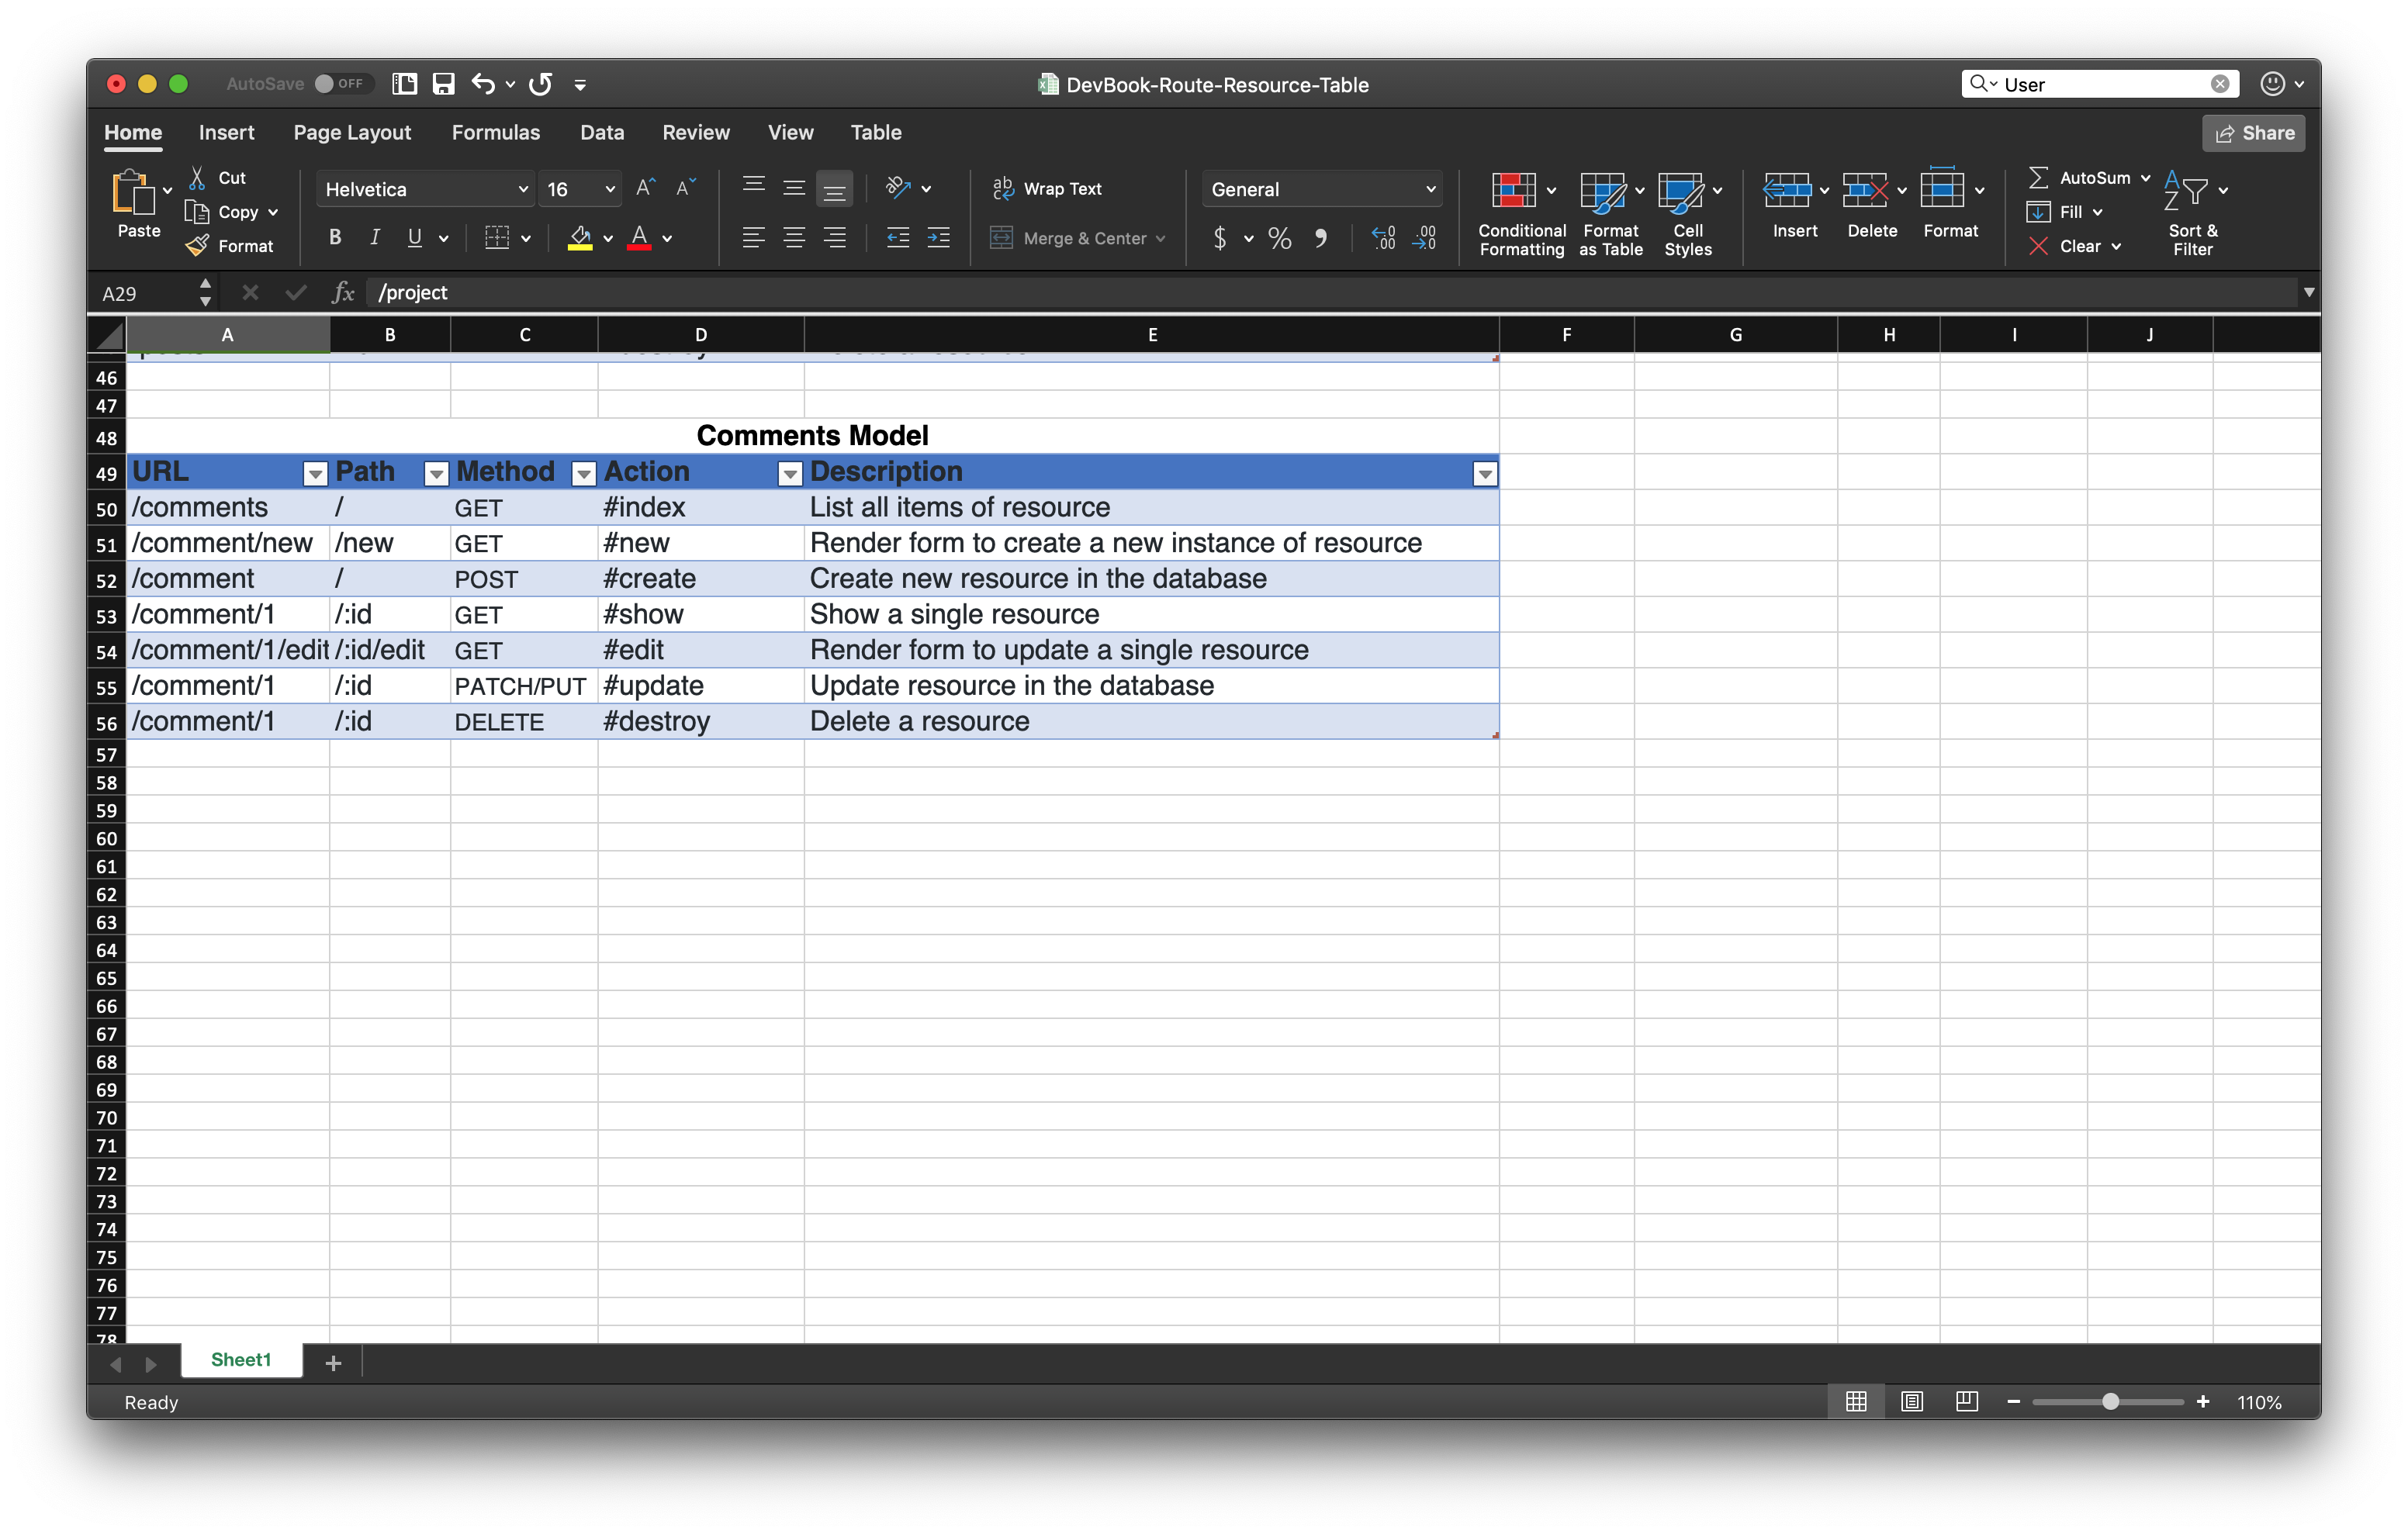 AutoSave OFF DevBook-Route-Resource-Table User
Home Insert Page Layout Formulas Data Review View Table Share
Paste Cut Copy Format
Helvetica 16 A A
B I U A
ab Wrap Text
Merge & Center
General
$ % .00 .00
Conditional Formatting Format as Table Cell Styles
Insert Delete Format
AutoSum Fill Clear
Sort & Filter
A29 fx /project
A B C D E F G H I J
46
47
48 Comments Model
49 URL Path Method Action Description
50 /comments / GET #index List all items of resource
51 /comment/new /new GET #new Render form to create a new instance of resource
52 /comment / POST #create Create new resource in the database
53 /comment/1 /:id GET #show Show a single resource
54 /comment/1/edit /:id/edit GET #edit Render form to update a single resource
55 /comment/1 /:id PATCH/PUT #update Update resource in the database
56 /comment/1 /:id DELETE #destroy Delete a resource
57
58
59
60
61
62
63
64
65
66
67
68
69
70
71
72
73
74
75
76
77
78
Sheet1 +
Ready 110%